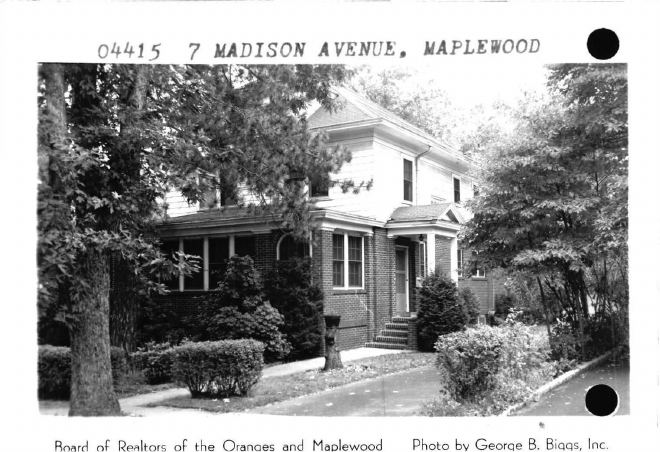 04415 7 MADISON AVENUE, MAPLEWOOD
Board of Realtors of the Oranges and Maplewood Photo by George B. Biggs, Inc.